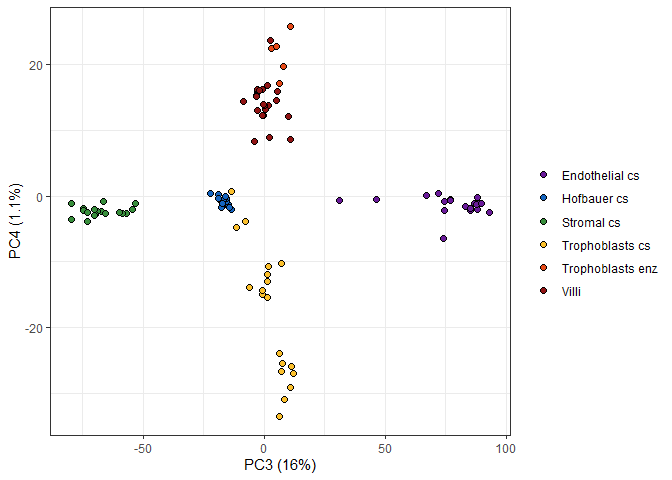 20
0
-20
PC4 (1.1%)
-50
0
50
100
PC3 (16%)
Endothelial cs
Hofbauer cs
Stromal cs
Trophoblasts cs
Trophoblasts enz
Villi